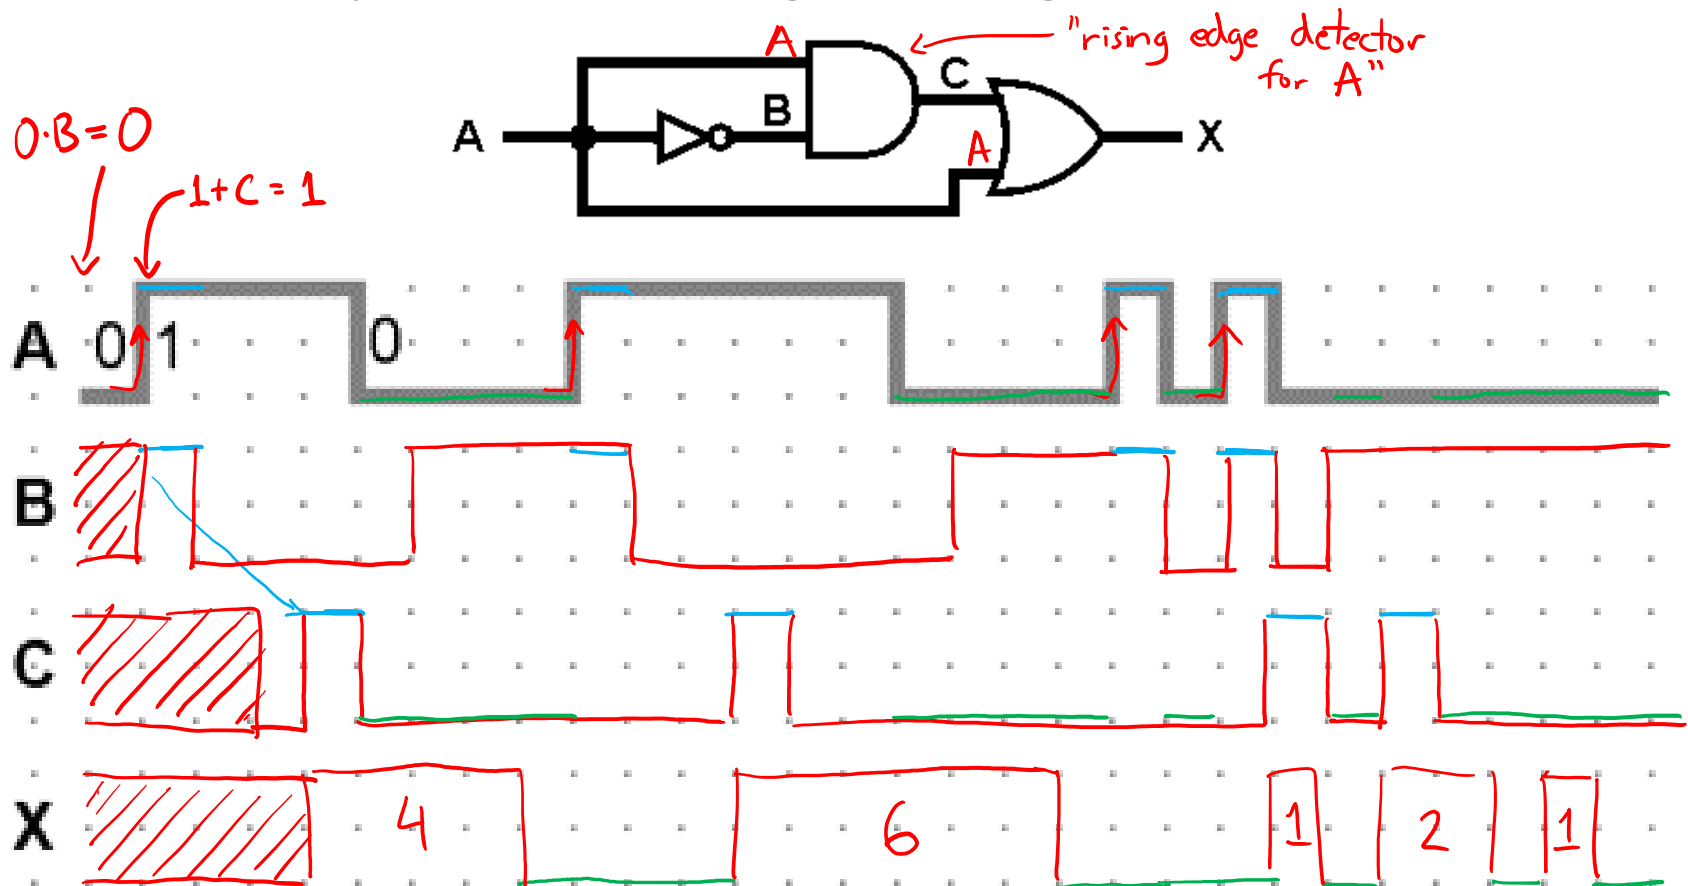 "rising edge detector
for A"
A
C
B
A
X
A
0·B=0
1+C=1
A 0 1 0
B
C
X 4 6 1 2 1